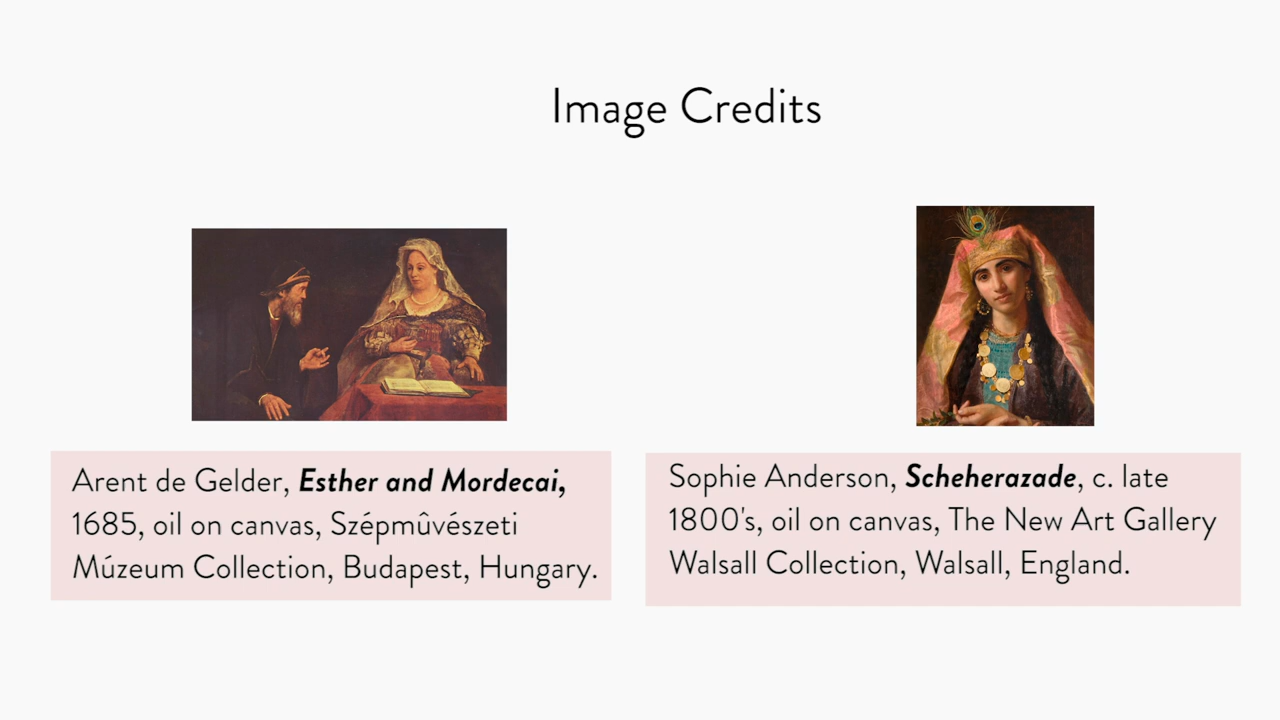 Image Credits
Arent de Gelder, Esther and Mordecai,
1685, oil on canvas, Szépmûvészeti
Múzeum Collection, Budapest, Hungary.
Sophie Anderson, Scheherazade, c. late
1800's, oil on canvas, The New Art Gallery
Walsall Collection, Walsall, England.